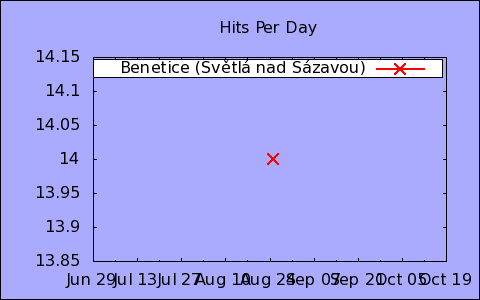 Hits Per Day
14.15
Benetice (Světlá nad Sázavou)
14.1
14.05
14
13.95
13.9
13.85
Jun 29 Jul 13 Jul 27 Aug 10 Aug 24 Sep 07 Sep 21 Oct 05 Oct 19